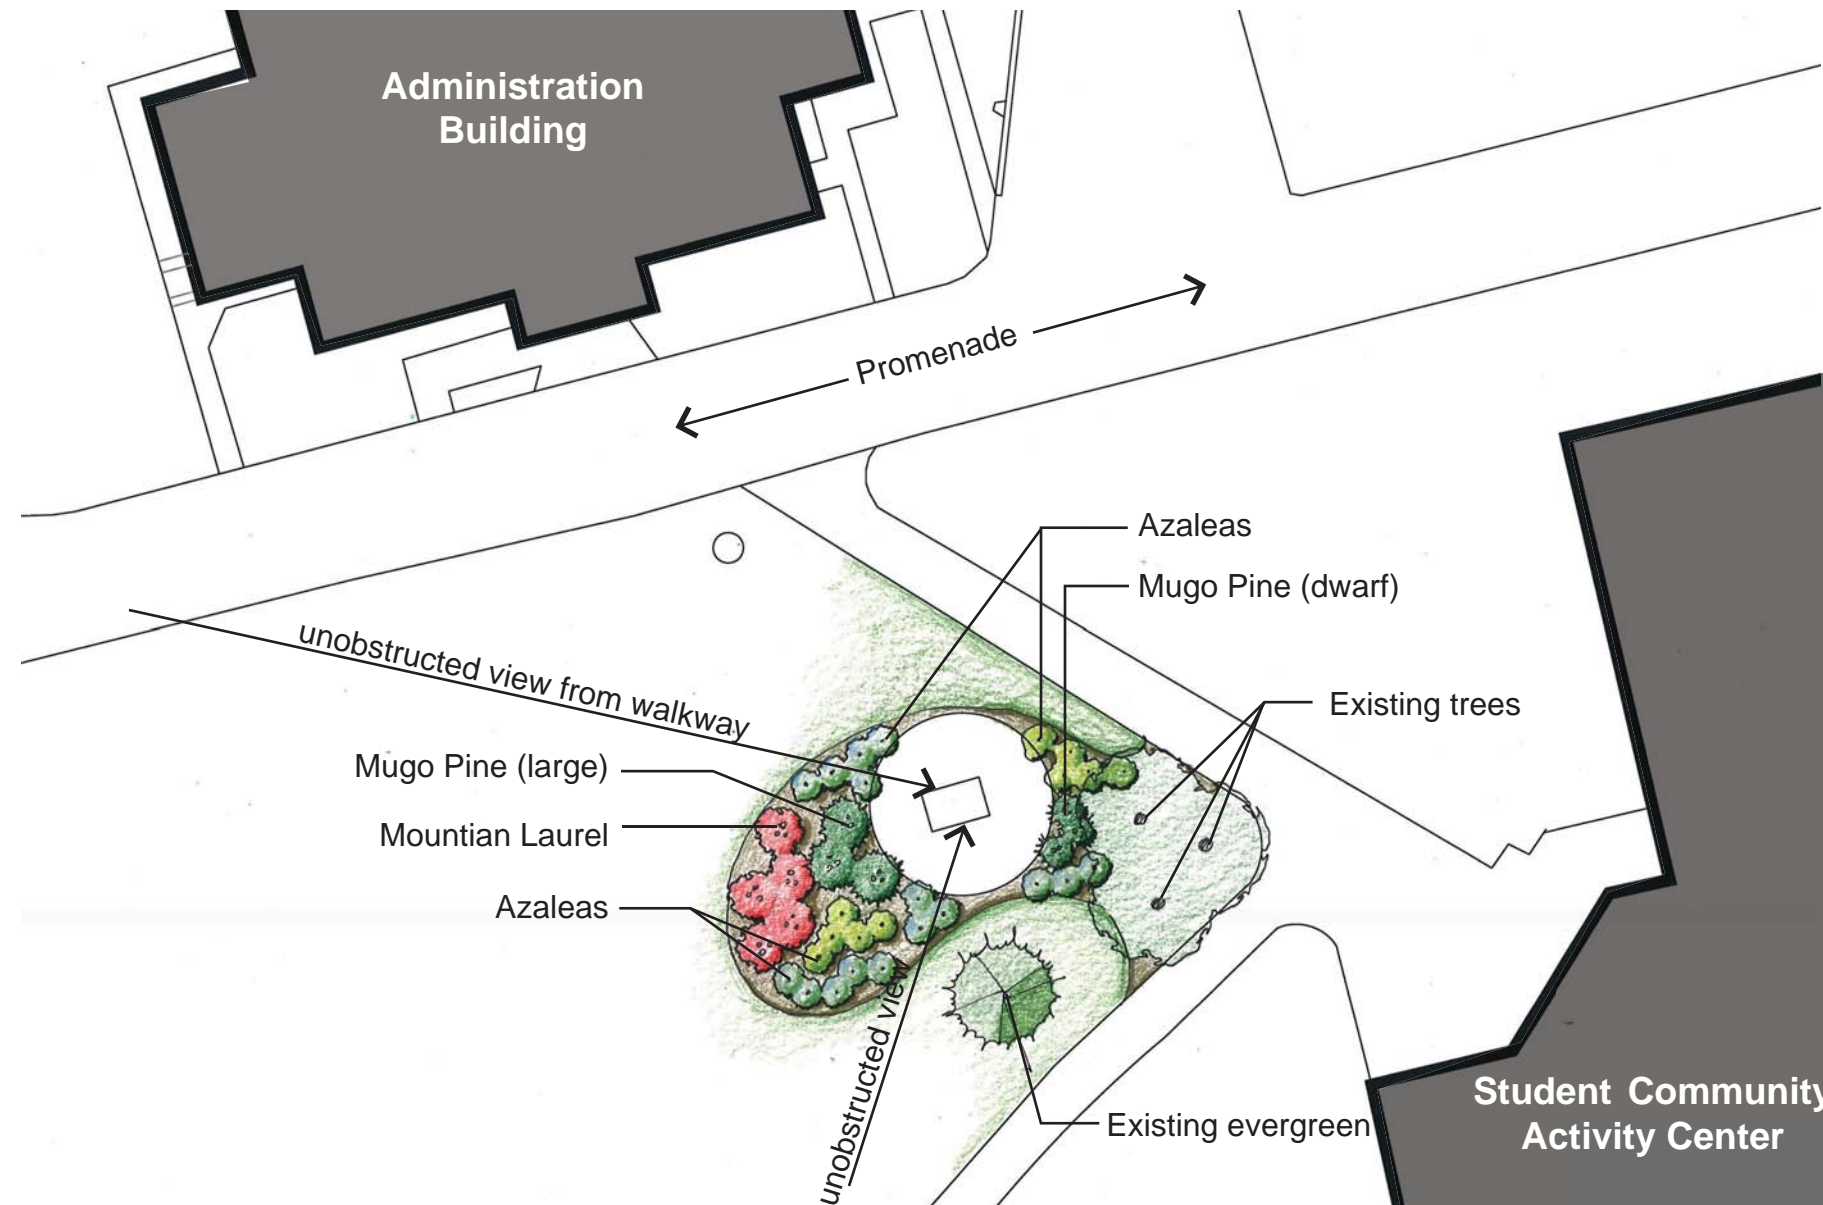 Administration
Building
Promenade
Azaleas
Mugo Pine (dwarf)
unobstructed view from walkway
Existing trees
Mugo Pine (large)
Mountian Laurel
Azaleas
unobstructed view
Existing evergreen
Student Community
Activity Center